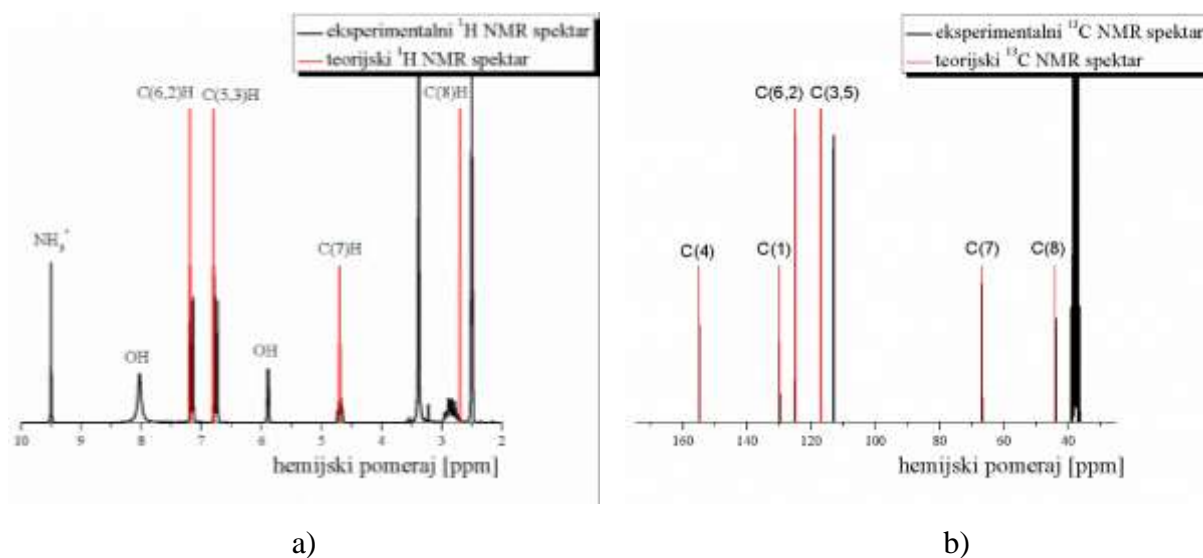 eksperimentalni ¹H NMR spektar
teorijski ¹H NMR spektar
C(6,2)H
C(5,3)H
C(8)H
NH₃⁺
C(7)H
OH
OH
10 9 8 7 6 5 4 3 2
hemijski pomeraj [ppm]
a)
eksperimentalni ¹³C NMR spektar
teorijski ¹³C NMR spektar
C(6,2)
C(3,5)
C(4)
C(1)
C(7)
C(8)
160 140 120 100 80 60 40
hemijski pomeraj [ppm]
b)